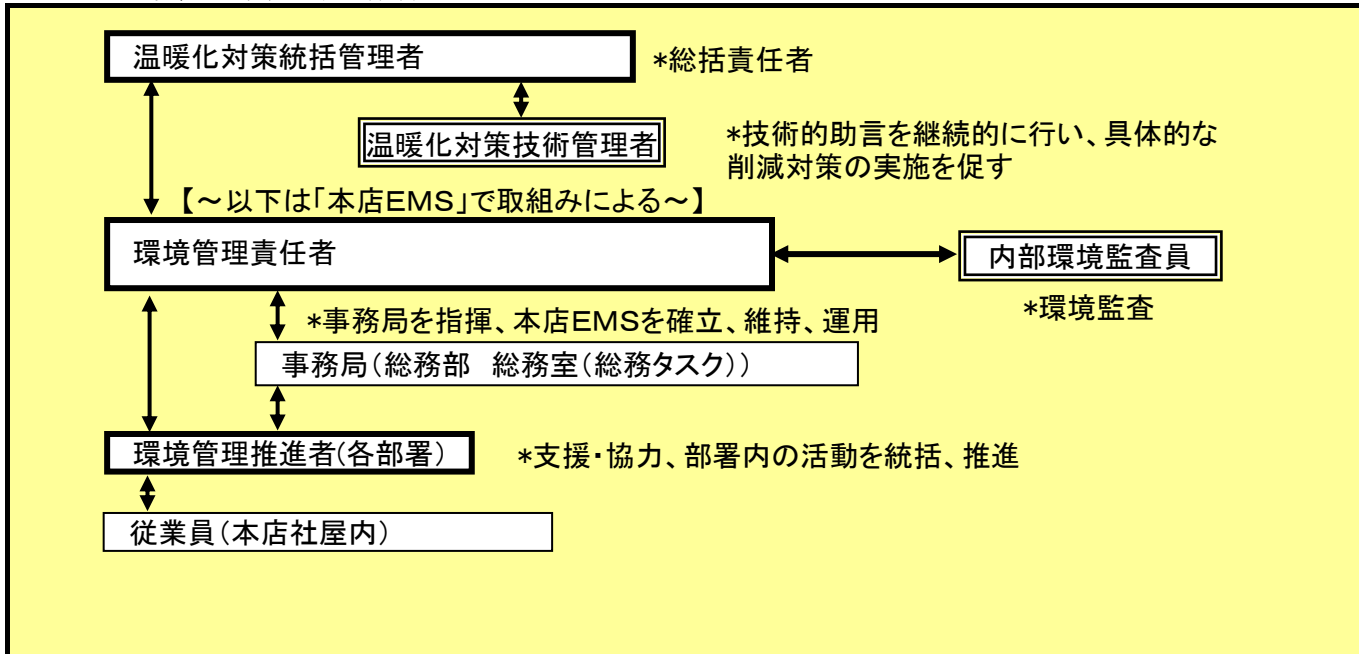 温暖化対策統括管理者
*総括責任者
温暖化対策技術管理者
*技術的助言を継続的に行い、具体的な
削減対策の実施を促す
【～以下は「本店EMS」で取組みによる～】
環境管理責任者
内部環境監査員
*環境監査
*事務局を指揮、本店EMSを確立、維持、運用
事務局(総務部　総務室(総務タスク))
環境管理推進者(各部署)
*支援・協力、部署内の活動を統括、推進
従業員(本店社屋内)